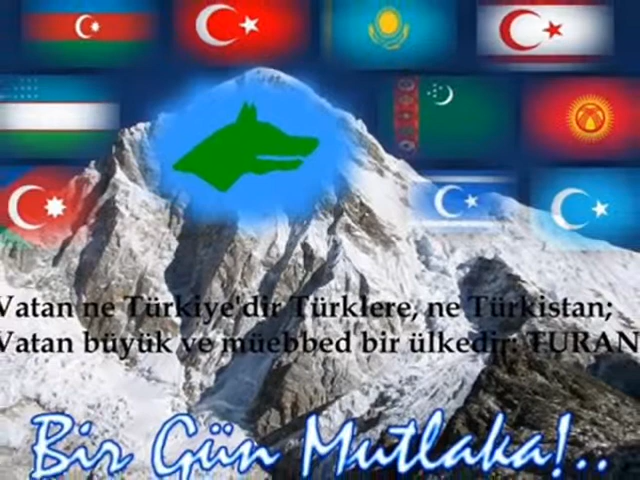 Vatan ne Türkiye'dir Türklere, ne Türkistan;
Vatan büyük ve müebbed bir ülkedir: TURAN
Bir Gün Mutlaka!..